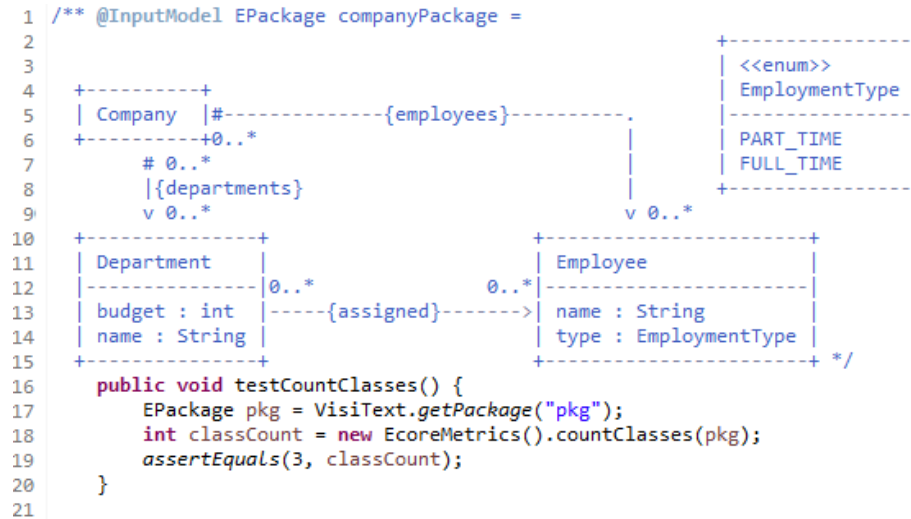 1 /** @InputModel EPackage companyPackage =
2                                                          +----------------
3                                                          | <<enum>>
4   +----------+                                           | EmploymentType
5   | Company  |#--------------{employees}----------.      |----------------
6   +----------+0..*                                |      | PART_TIME
7         # 0..*                                    |      | FULL_TIME
8         |{departments}                            |      +----------------
9         v 0..*                                    v 0..*
10  +---------------+                       +-----------------------+
11  | Department    |                       | Employee              |
12  |---------------|0..*               0..*|-----------------------|
13  | budget : int  |-----{assigned}------->| name : String         |
14  | name : String |                       | type : EmploymentType |
15  +---------------+                       +-----------------------+ */
16    public void testCountClasses() {
17        EPackage pkg = VisiText.getPackage("pkg");
18        int classCount = new EcoreMetrics().countClasses(pkg);
19        assertEquals(3, classCount);
20    }
21